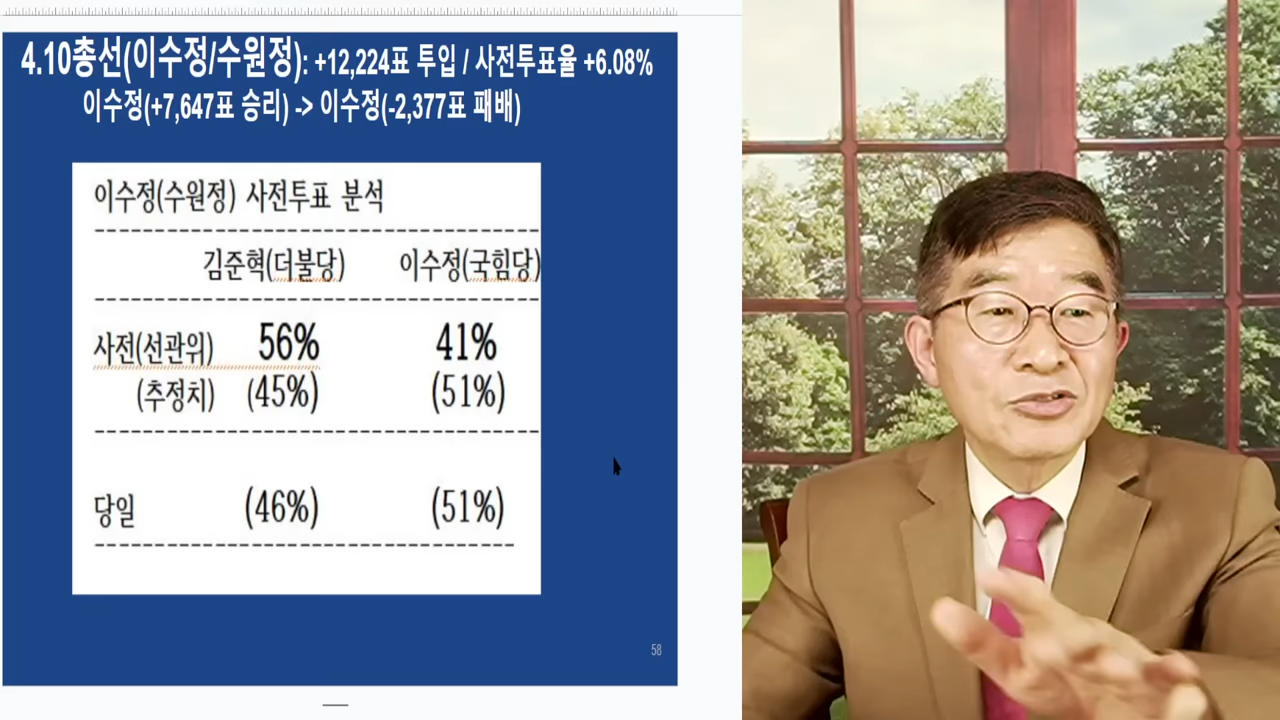 4.10총선(이수정/수원정): +12,224표 투입 / 사전투표율 +6.08%
이수정(+7,647표 승리) -> 이수정(-2,377표 패배)
이수정(수원정) 사전투표 분석
김준혁(더불당) 이수정(국힘당)
사전(선관위) 56% 41%
(추정치) (45%) (51%)
당일 (46%) (51%)
58